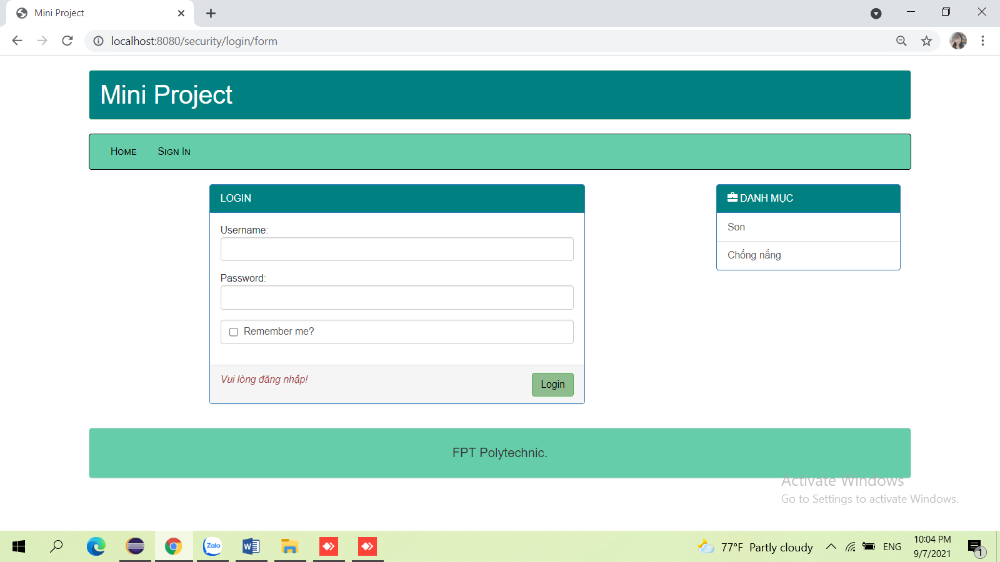 Mini Project
localhost:8080/security/login/form
Mini Project
Home Sign In
LOGIN
Username:
Password:
Remember me?
Vui lòng đăng nhập!
Login
DANH MỤC
Son
Chống nắng
FPT Polytechnic.
Activate Windows
Go to Settings to activate Windows.
Zalo
77°F Partly cloudy
ENG
10:04 PM
9/7/2021
1